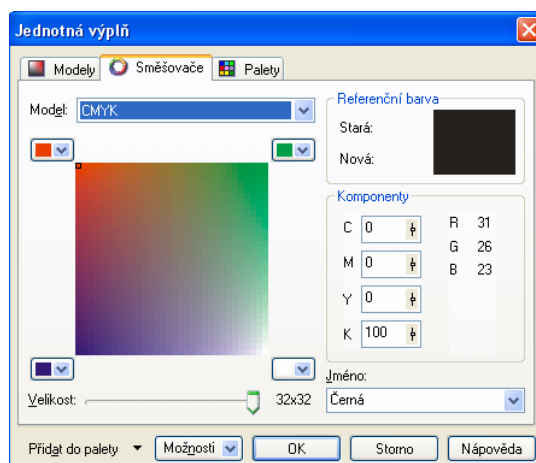 Jednotná výplň
Modely
Směšovače
Palety
Model:
CMYK
Referenční barva
Stará:
Nová:
Komponenty
C 0
R 31
M 0
G 26
B 23
Y 0
K 100
Jméno:
Velikost:
32x32
Černá
Přidat do palety
Možnosti
OK
Storno
Nápověda